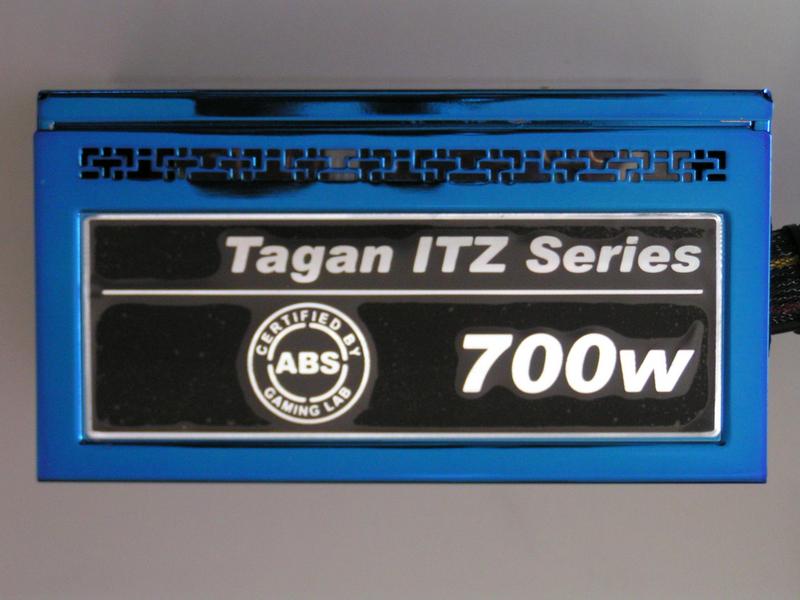 Tagan ITZ Series
CERTIFIED BY
ABS
GAMING LAB
700w